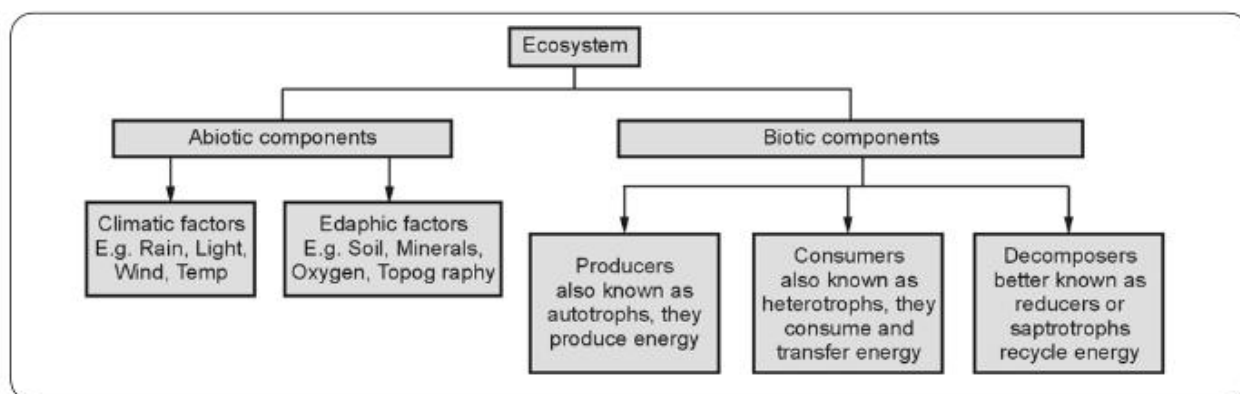 Ecosystem
Abiotic components
Biotic components
Climatic factors
E.g. Rain, Light,
Wind, Temp
Edaphic factors
E.g. Soil, Minerals,
Oxygen, Topog raphy
Producers
also known as
autotrophs, they
produce energy
Consumers
also known as
heterotrophs, they
consume and
transfer energy
Decomposers
better known as
reducers or
saptrotrophs
recycle energy